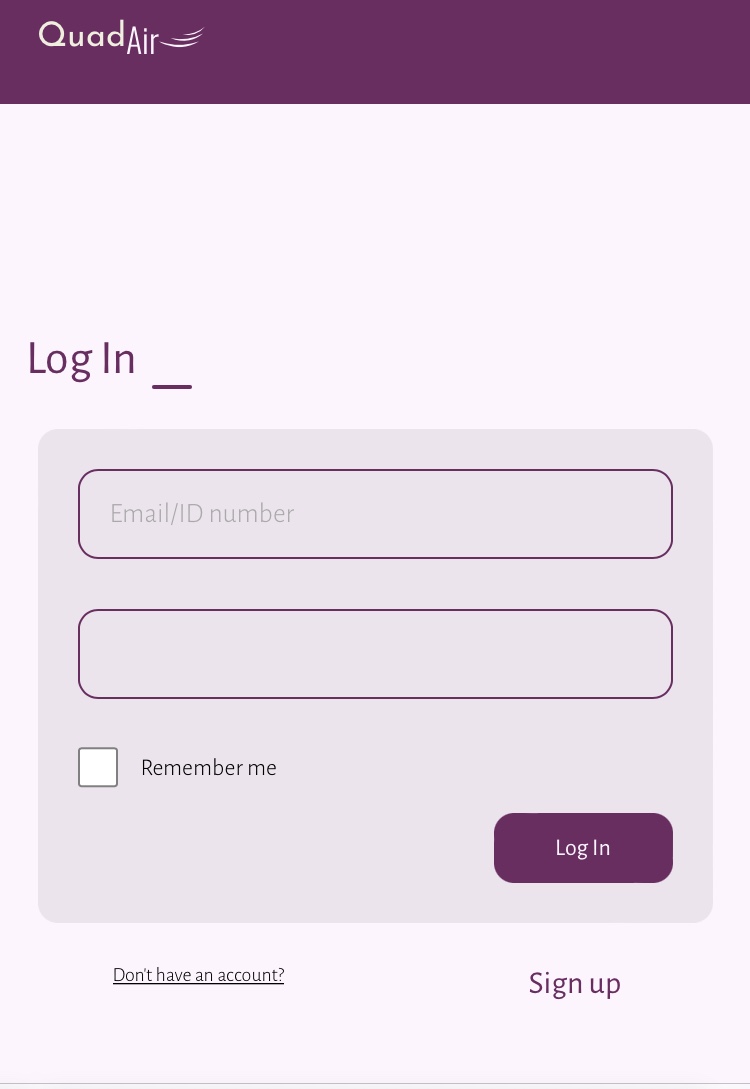 QuadAir
Log In
Email/ID number
Remember me
Log In
Don't have an account?
Sign up